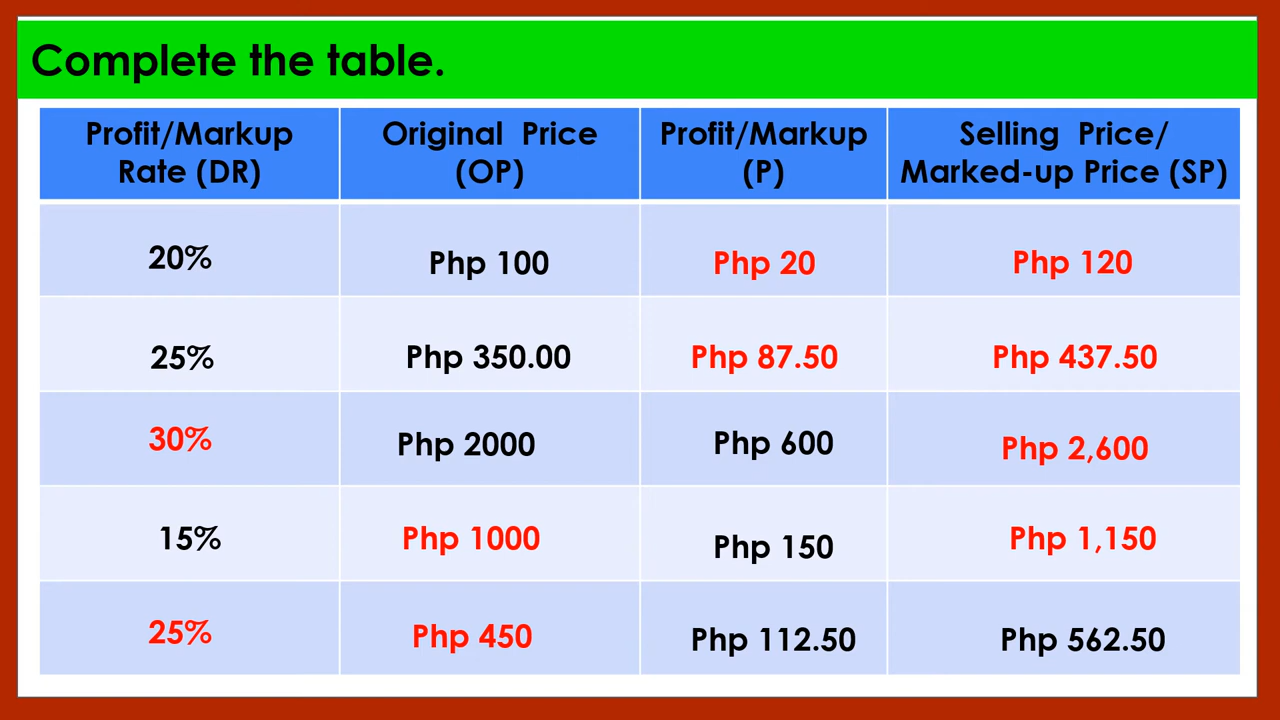 Complete the table.
Profit/Markup Rate (DR)
Original Price (OP)
Profit/Markup (P)
Selling Price/ Marked-up Price (SP)
20%
Php 100
Php 20
Php 120
25%
Php 350.00
Php 87.50
Php 437.50
30%
Php 2000
Php 600
Php 2,600
15%
Php 1000
Php 150
Php 1,150
25%
Php 450
Php 112.50
Php 562.50